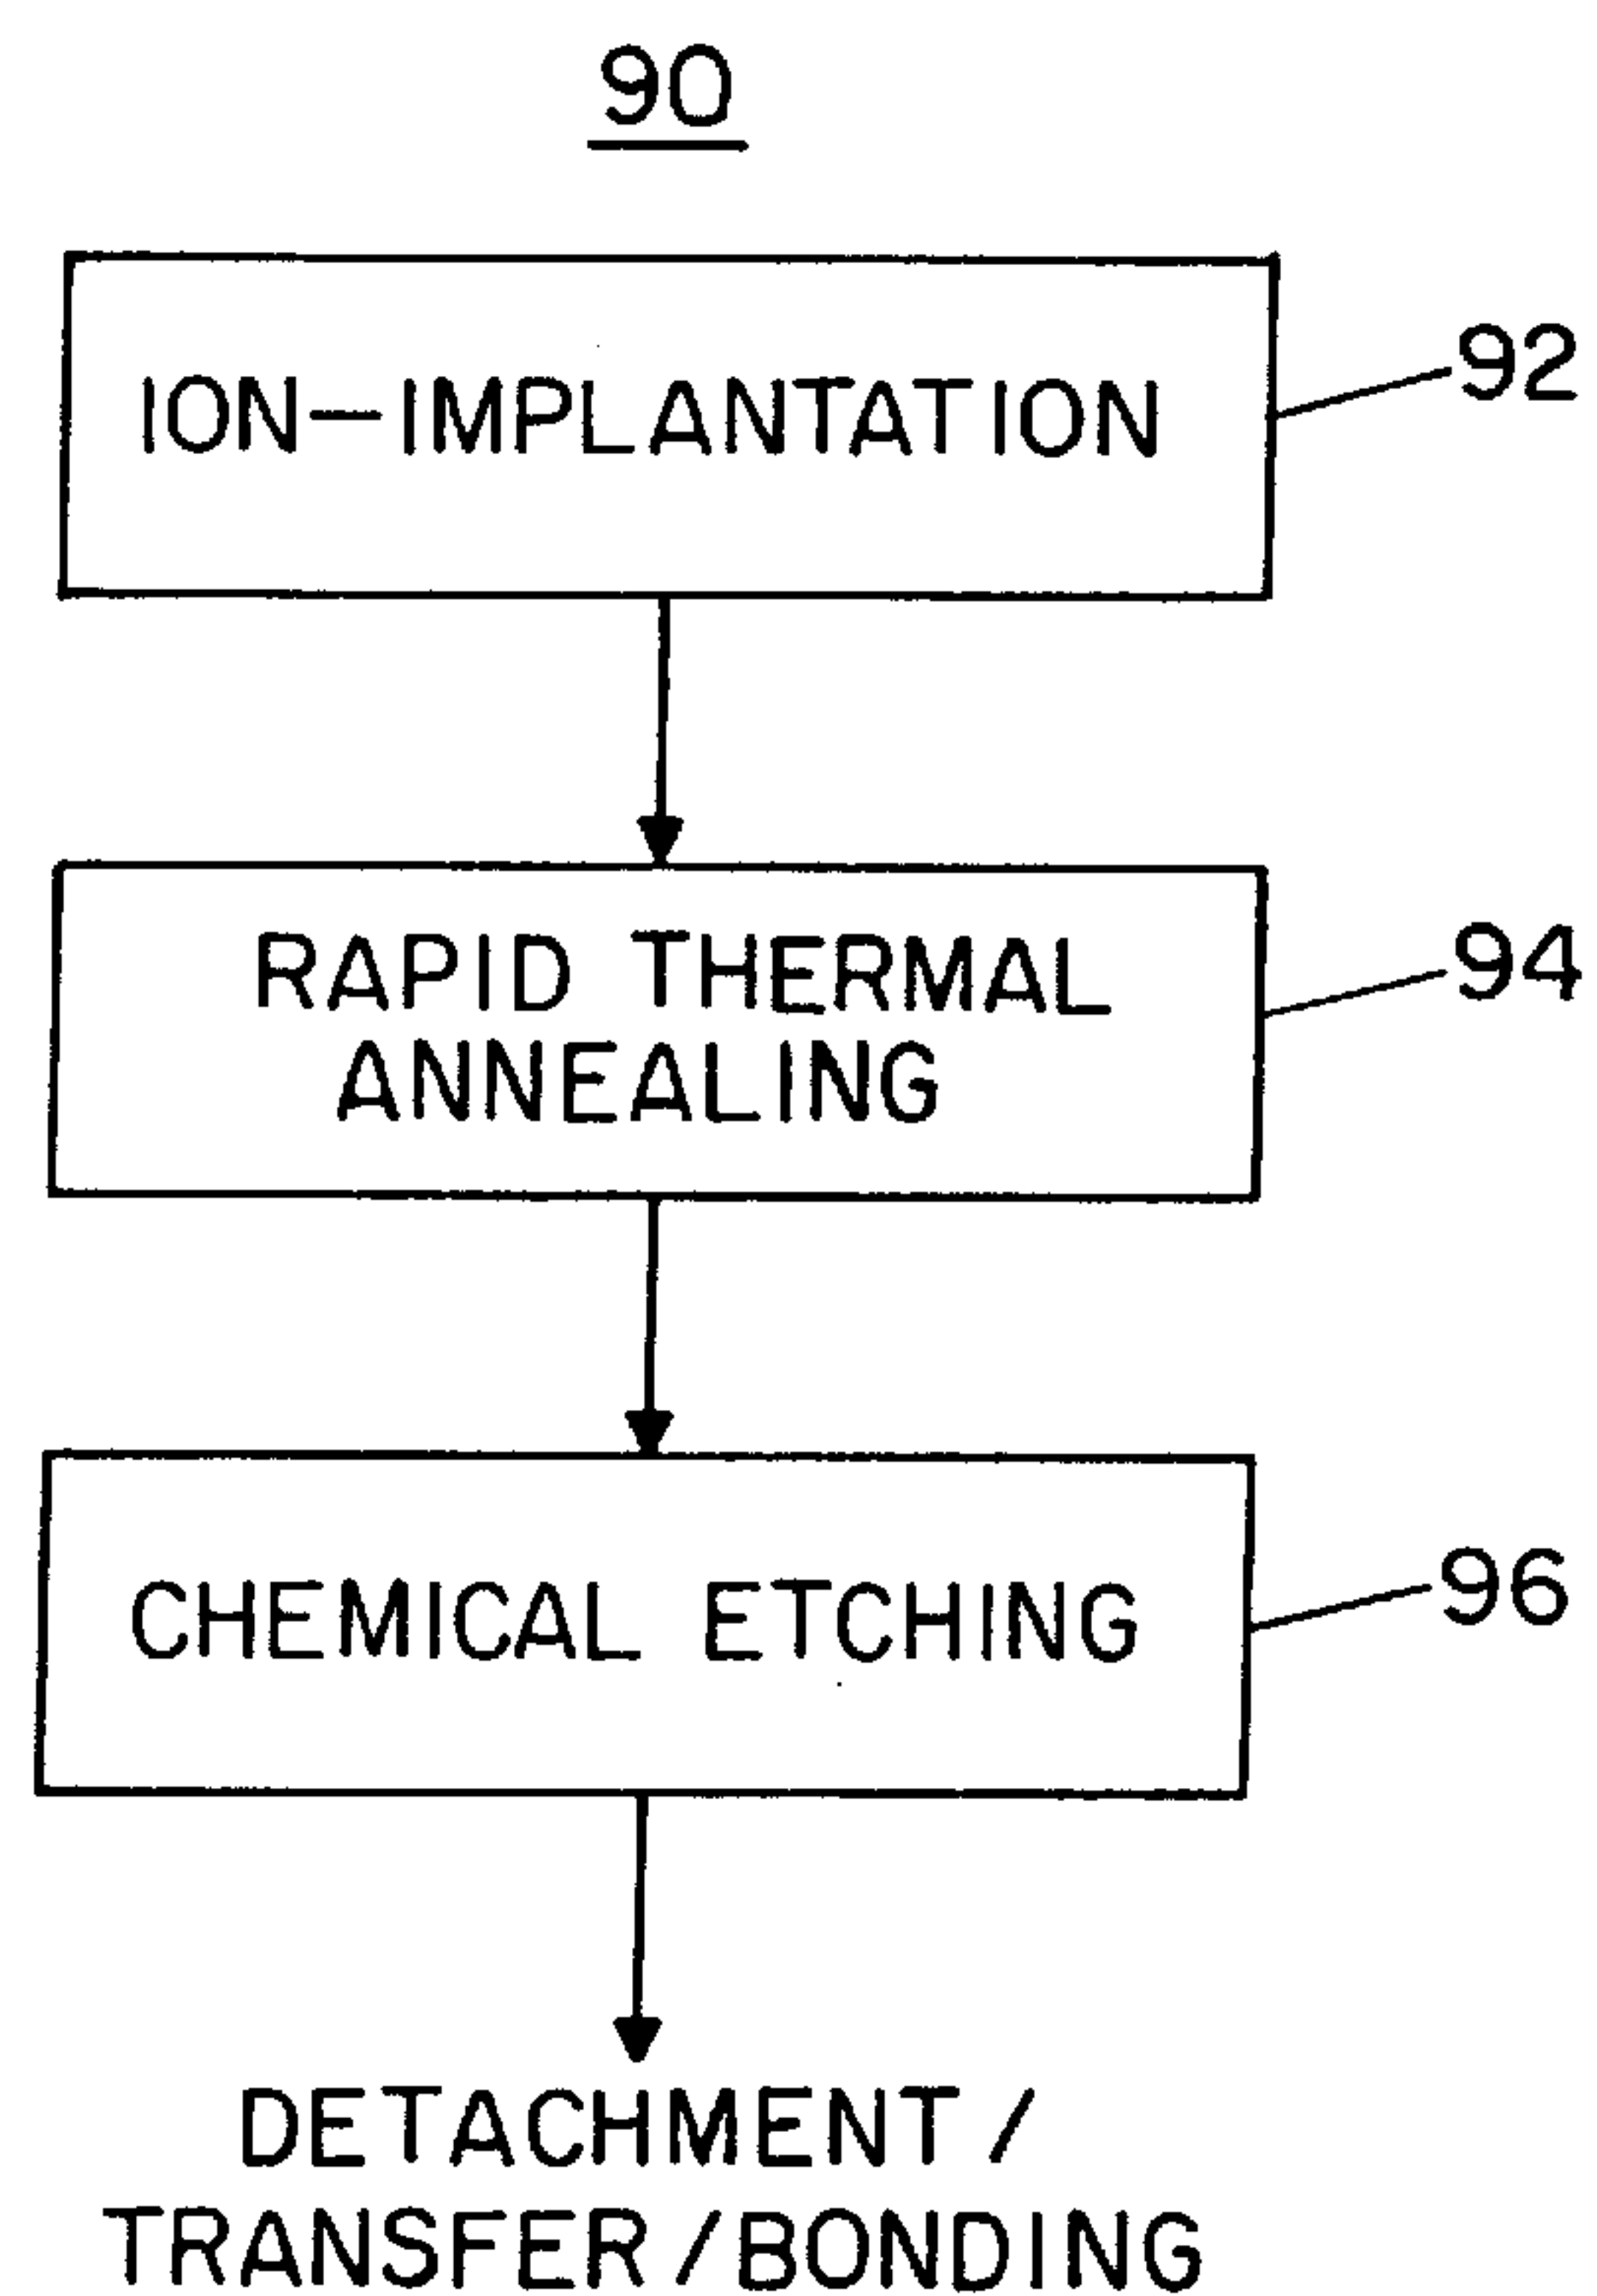 90
ION-IMPLANTATION
92
RAPID THERMAL
ANNEALING
94
CHEMICAL ETCHING
96
DETACHMENT/
TRANSFER/BONDING